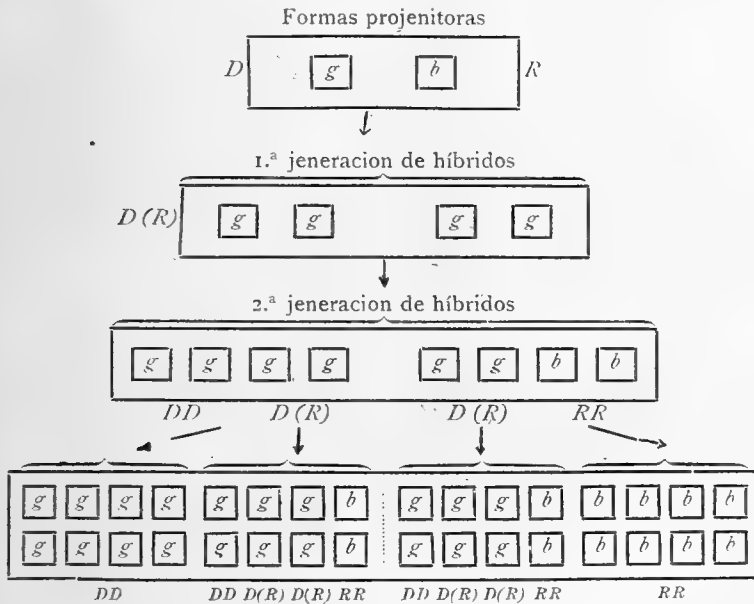 Formas projenitoras
D g b R
1.ª jeneracion de híbridos
D (R) g g g g
2.ª jeneracion de híbridos
g g g g g g b b
DD D (R) D (R) RR
g g g g g g g b g g g b b b b b
g g g g g g g b g g g b b b b b
DD DD D(R) D(R) RR DD D(R) D(R) RR RR